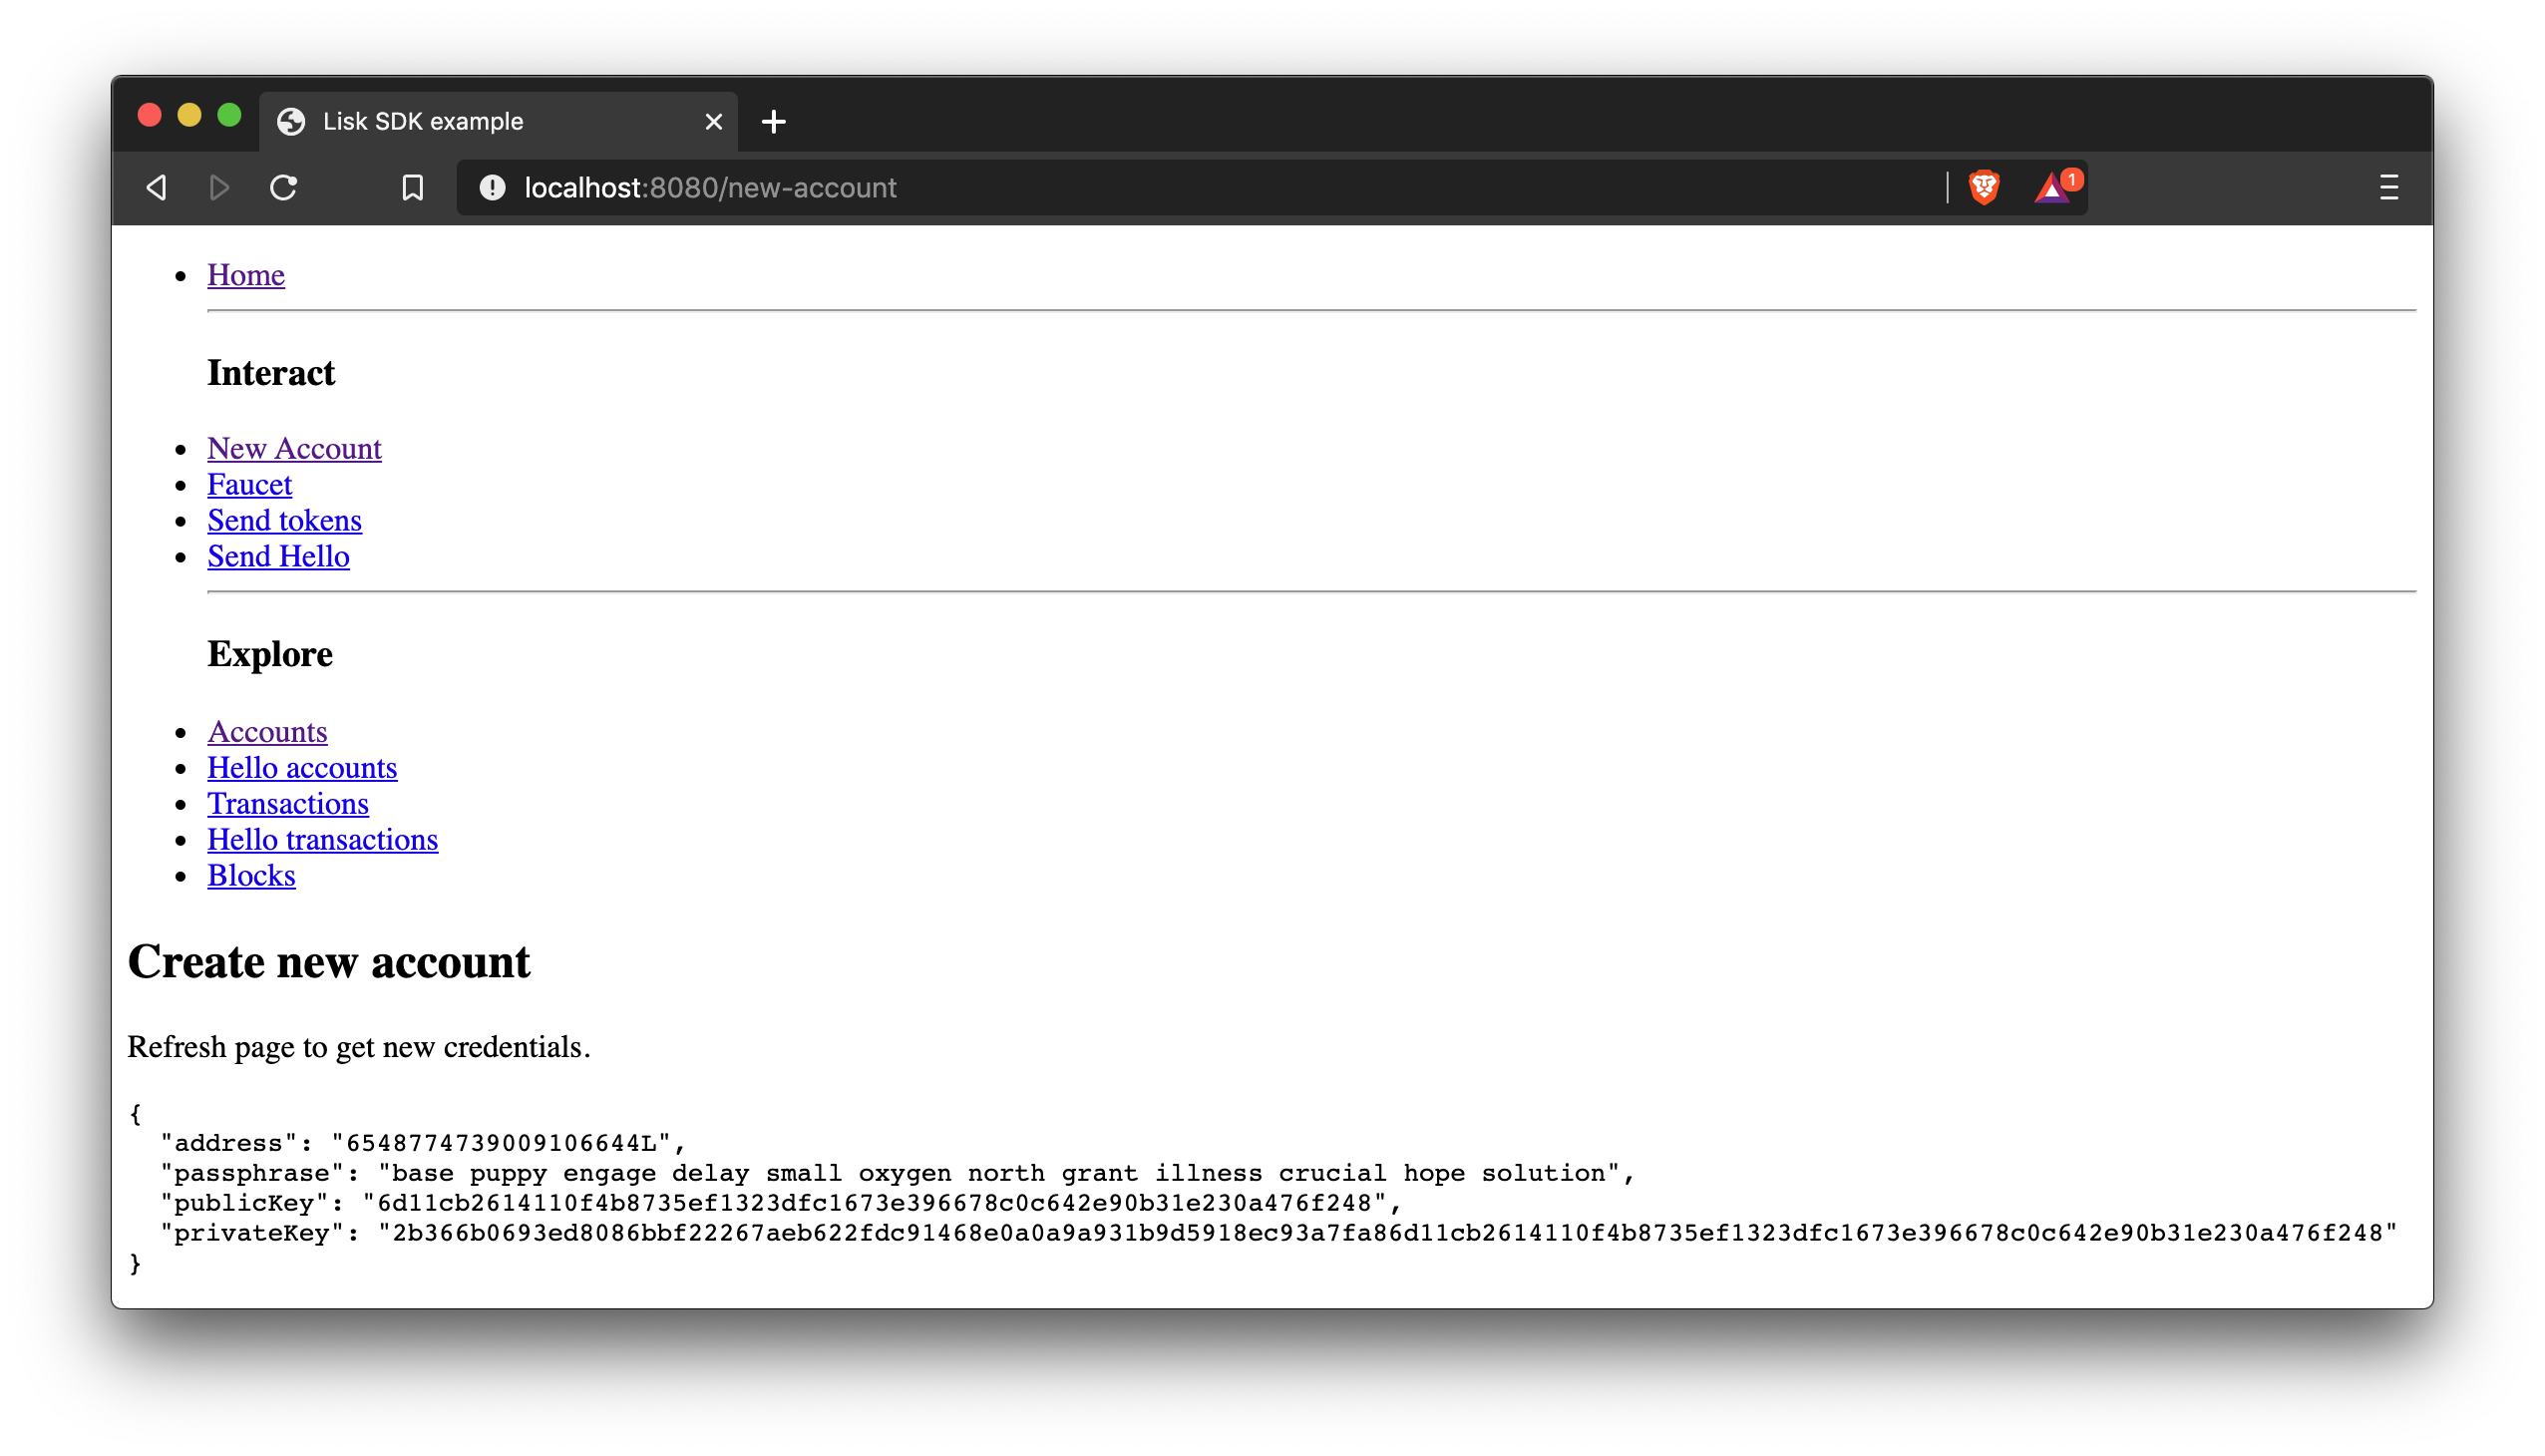 Lisk SDK example
localhost:8080/new-account
1
Home
Interact
New Account
Faucet
Send tokens
Send Hello
Explore
Accounts
Hello accounts
Transactions
Hello transactions
Blocks
Create new account
Refresh page to get new credentials.
{
"address": "6548774739009106644L",
"passphrase": "base puppy engage delay small oxygen north grant illness crucial hope solution",
"publicKey": "6d11cb2614110f4b8735ef1323dfc1673e396678c0c642e90b31e230a476f248",
"privateKey": "2b366b0693ed8086bbf22267aeb622fdc91468e0a0a9a931b9d5918ec93a7fa86d11cb2614110f4b8735ef1323dfc1673e396678c0c642e90b31e230a476f248"
}